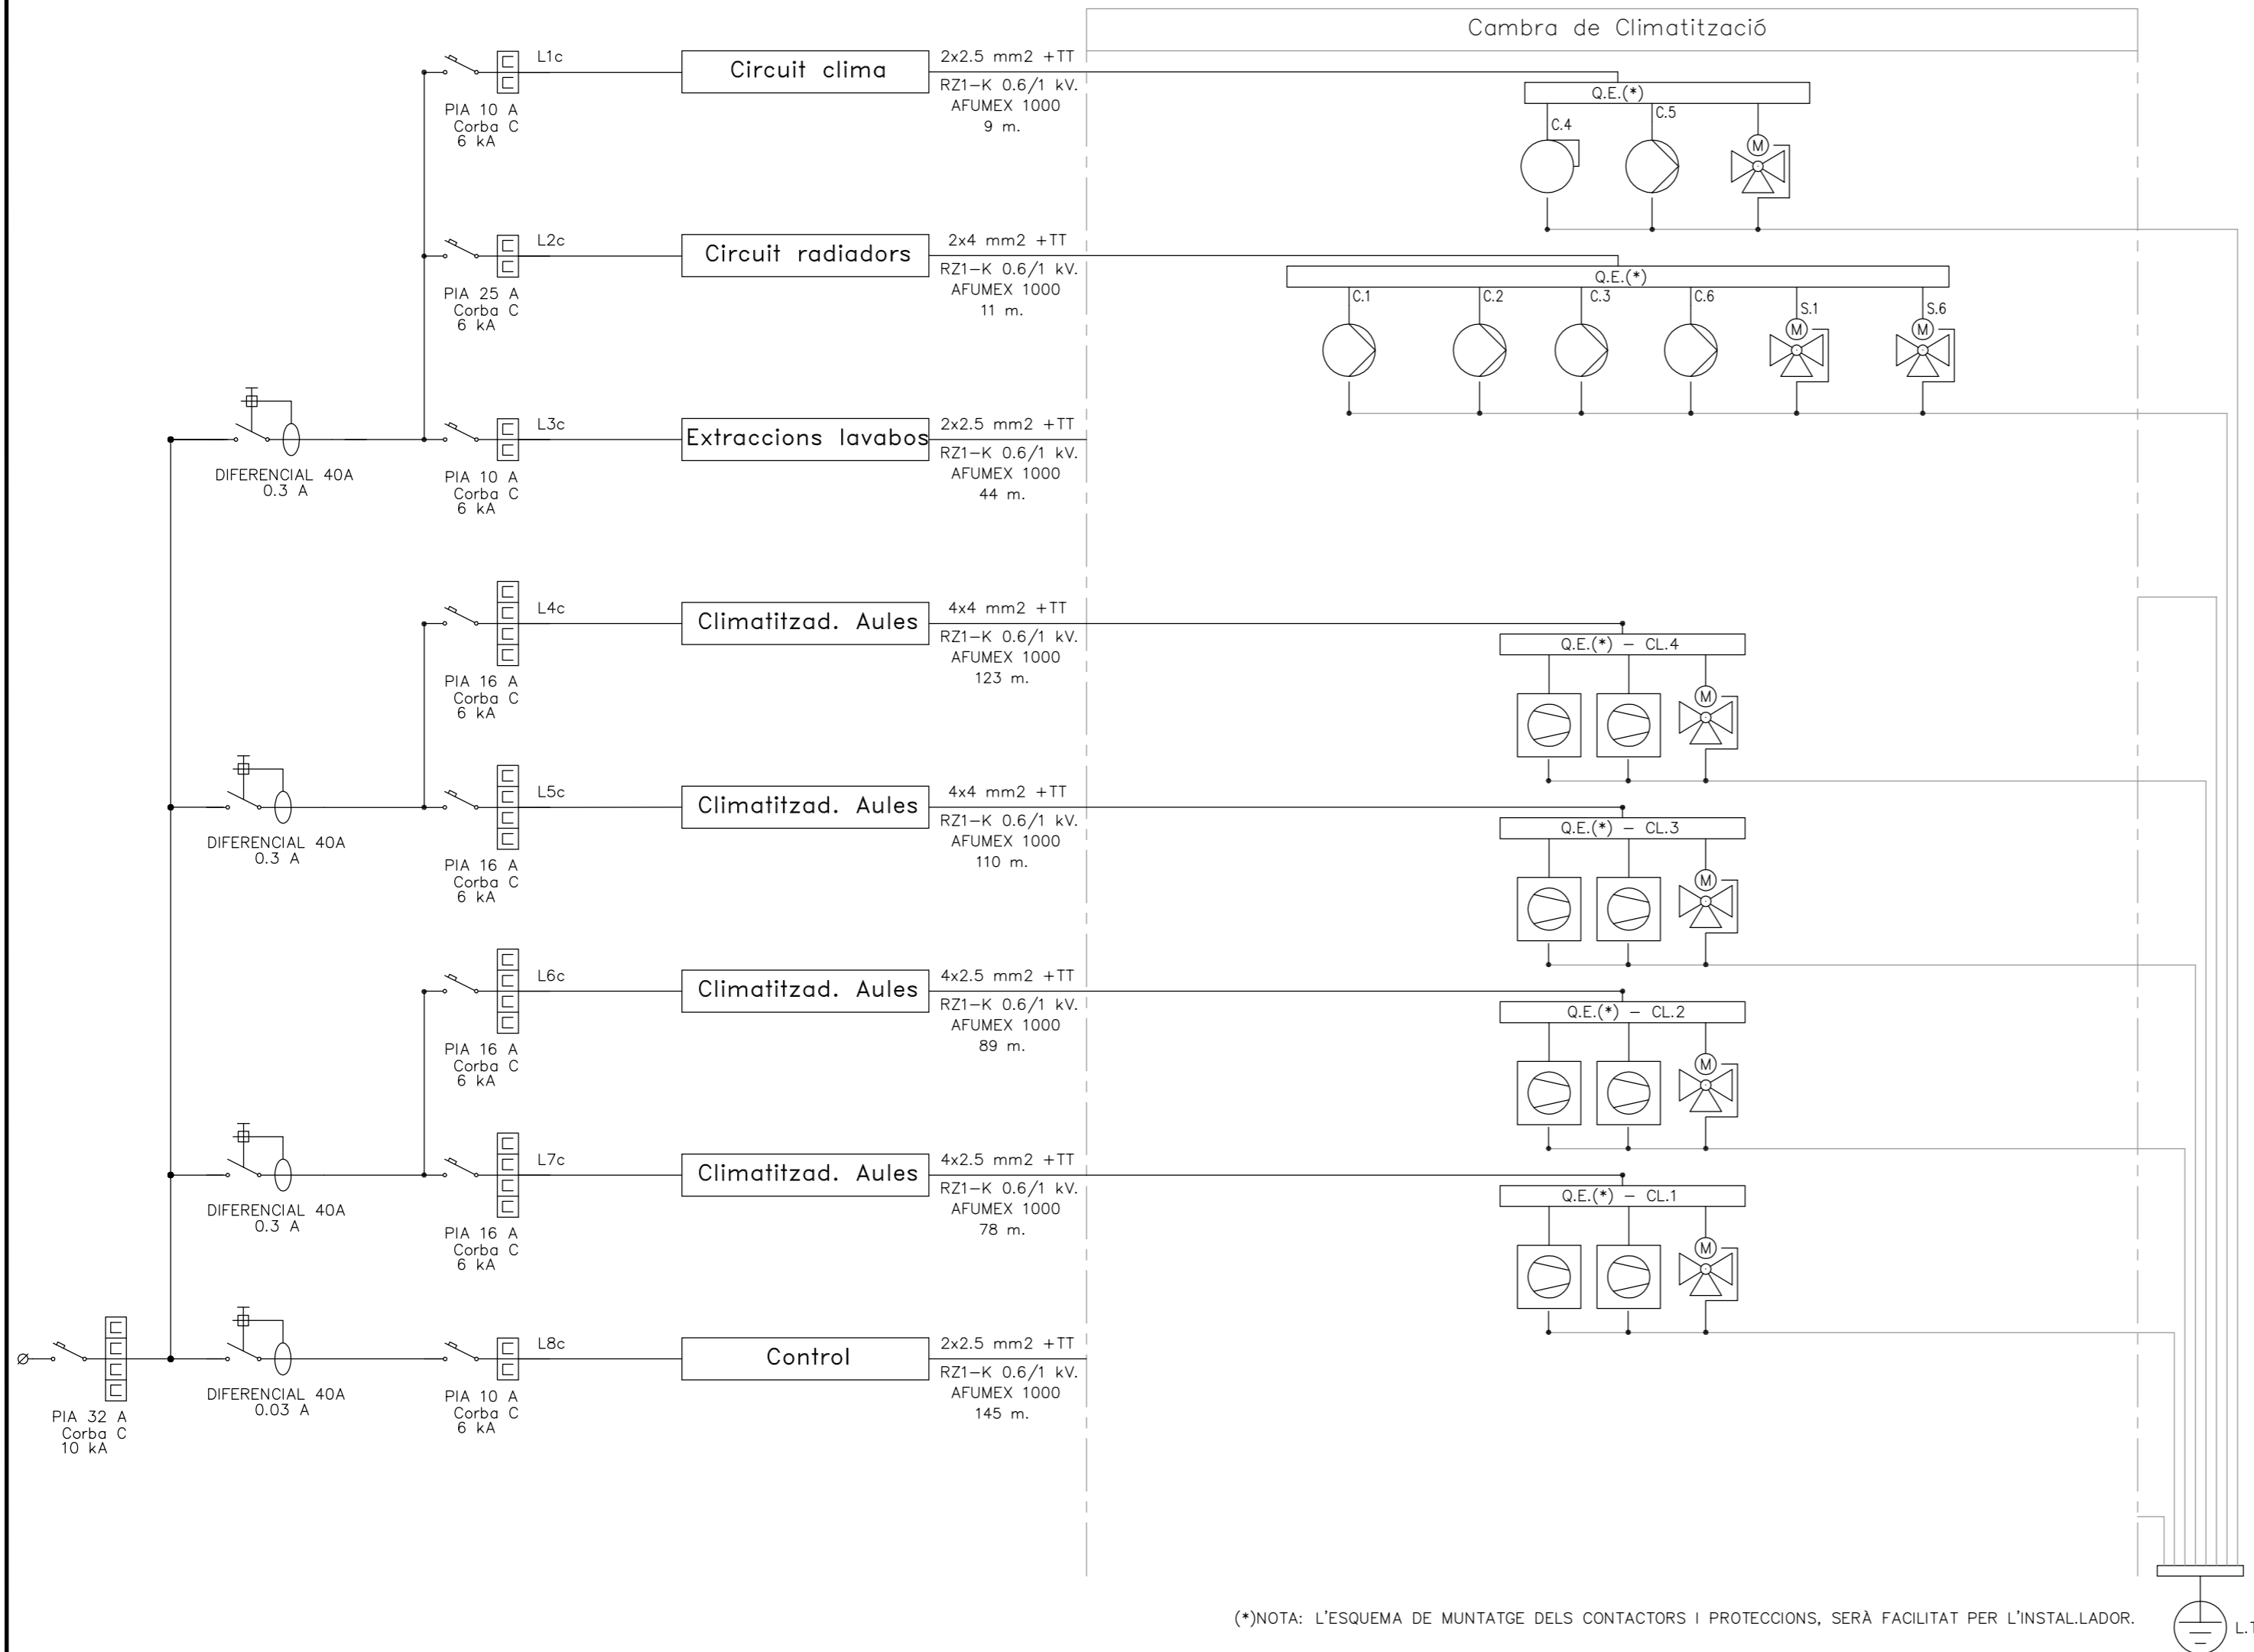 Cambra de Climatització
L1c
Circuit clima
2x2.5 mm2 +TT
RZ1-K 0.6/1 kV.
AFUMEX 1000
9 m.
PIA 10 A
Corba C
6 kA
Q.E.(*)
C.4
C.5
M
L2c
Circuit radiadors
2x4 mm2 +TT
RZ1-K 0.6/1 kV.
AFUMEX 1000
11 m.
PIA 25 A
Corba C
6 kA
Q.E.(*)
C.1
C.2
C.3
C.6
S.1
S.6
M
M
DIFERENCIAL 40A
0.3 A
L3c
Extraccions lavabos
2x2.5 mm2 +TT
RZ1-K 0.6/1 kV.
AFUMEX 1000
44 m.
PIA 10 A
Corba C
6 kA
L4c
Climatitzad. Aules
4x4 mm2 +TT
RZ1-K 0.6/1 kV.
AFUMEX 1000
123 m.
PIA 16 A
Corba C
6 kA
Q.E.(*) - CL.4
M
DIFERENCIAL 40A
0.3 A
L5c
Climatitzad. Aules
4x4 mm2 +TT
RZ1-K 0.6/1 kV.
AFUMEX 1000
110 m.
PIA 16 A
Corba C
6 kA
Q.E.(*) - CL.3
M
L6c
Climatitzad. Aules
4x2.5 mm2 +TT
RZ1-K 0.6/1 kV.
AFUMEX 1000
89 m.
PIA 16 A
Corba C
6 kA
Q.E.(*) - CL.2
M
DIFERENCIAL 40A
0.3 A
L7c
Climatitzad. Aules
4x2.5 mm2 +TT
RZ1-K 0.6/1 kV.
AFUMEX 1000
78 m.
PIA 16 A
Corba C
6 kA
Q.E.(*) - CL.1
M
PIA 32 A
Corba C
10 kA
DIFERENCIAL 40A
0.03 A
L8c
Control
2x2.5 mm2 +TT
RZ1-K 0.6/1 kV.
AFUMEX 1000
145 m.
PIA 10 A
Corba C
6 kA
(*)NOTA: L'ESQUEMA DE MUNTATGE DELS CONTACTORS I PROTECCIONS, SERÀ FACILITAT PER L'INSTAL.LADOR.